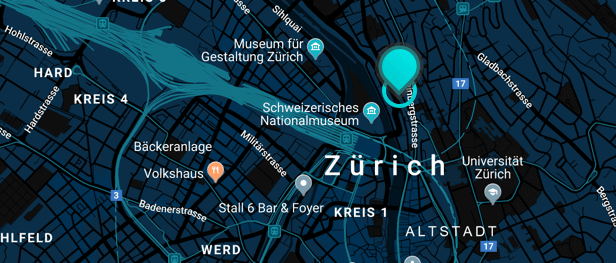 KREIS 5
Sihlquai
Hohlstrasse
Museum für
Gestaltung Zürich
HARD
Gladbachstrasse
17
Hardstrasse
KREIS 4
Schweizerisches
Nationalmuseum
Militärstrasse
Bäckeranlage
Zürich
Universität
Zürich
Volkshaus
3
Badenerstrasse
Stall 6 Bar & Foyer
KREIS 1
ALTSTADT
HLFELD
WERD
17